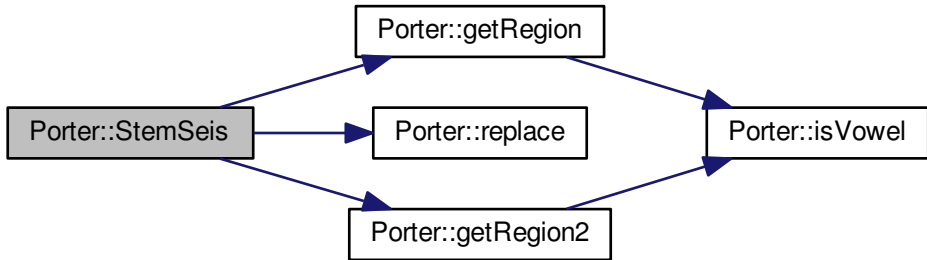 Porter::getRegion
Porter::StemSeis
Porter::replace
Porter::isVowel
Porter::getRegion2